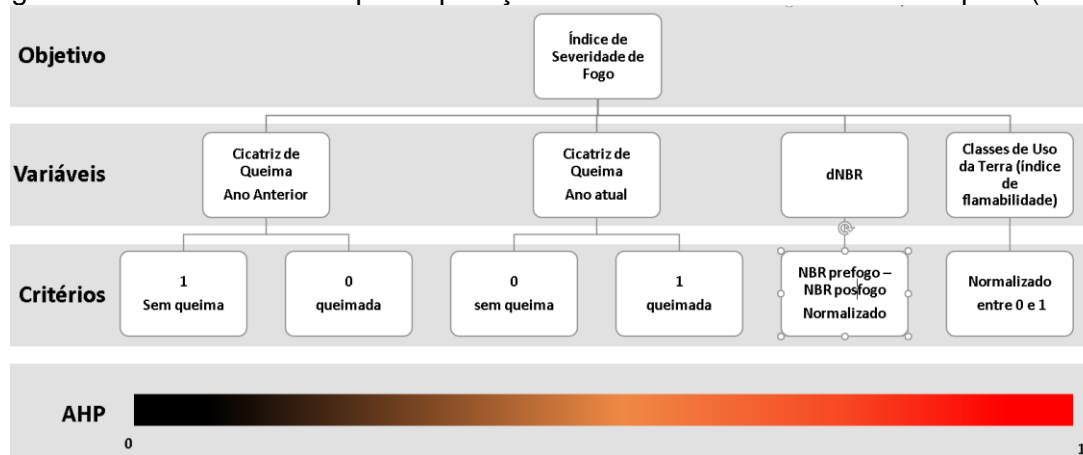 Objetivo
Índice de
Severidade de
Fogo
Variáveis
Cicatriz de
Queima
Ano Anterior
Cicatriz de
Queima
Ano atual
dNBR
Classes de Uso
da Terra (índice
de
flamabilidade)
Critérios
1
Sem queima
0
queimada
0
sem queima
1
queimada
NBR prefogo –
NBR posfogo
Normalizado
Normalizado
entre 0 e 1
AHP
0
1